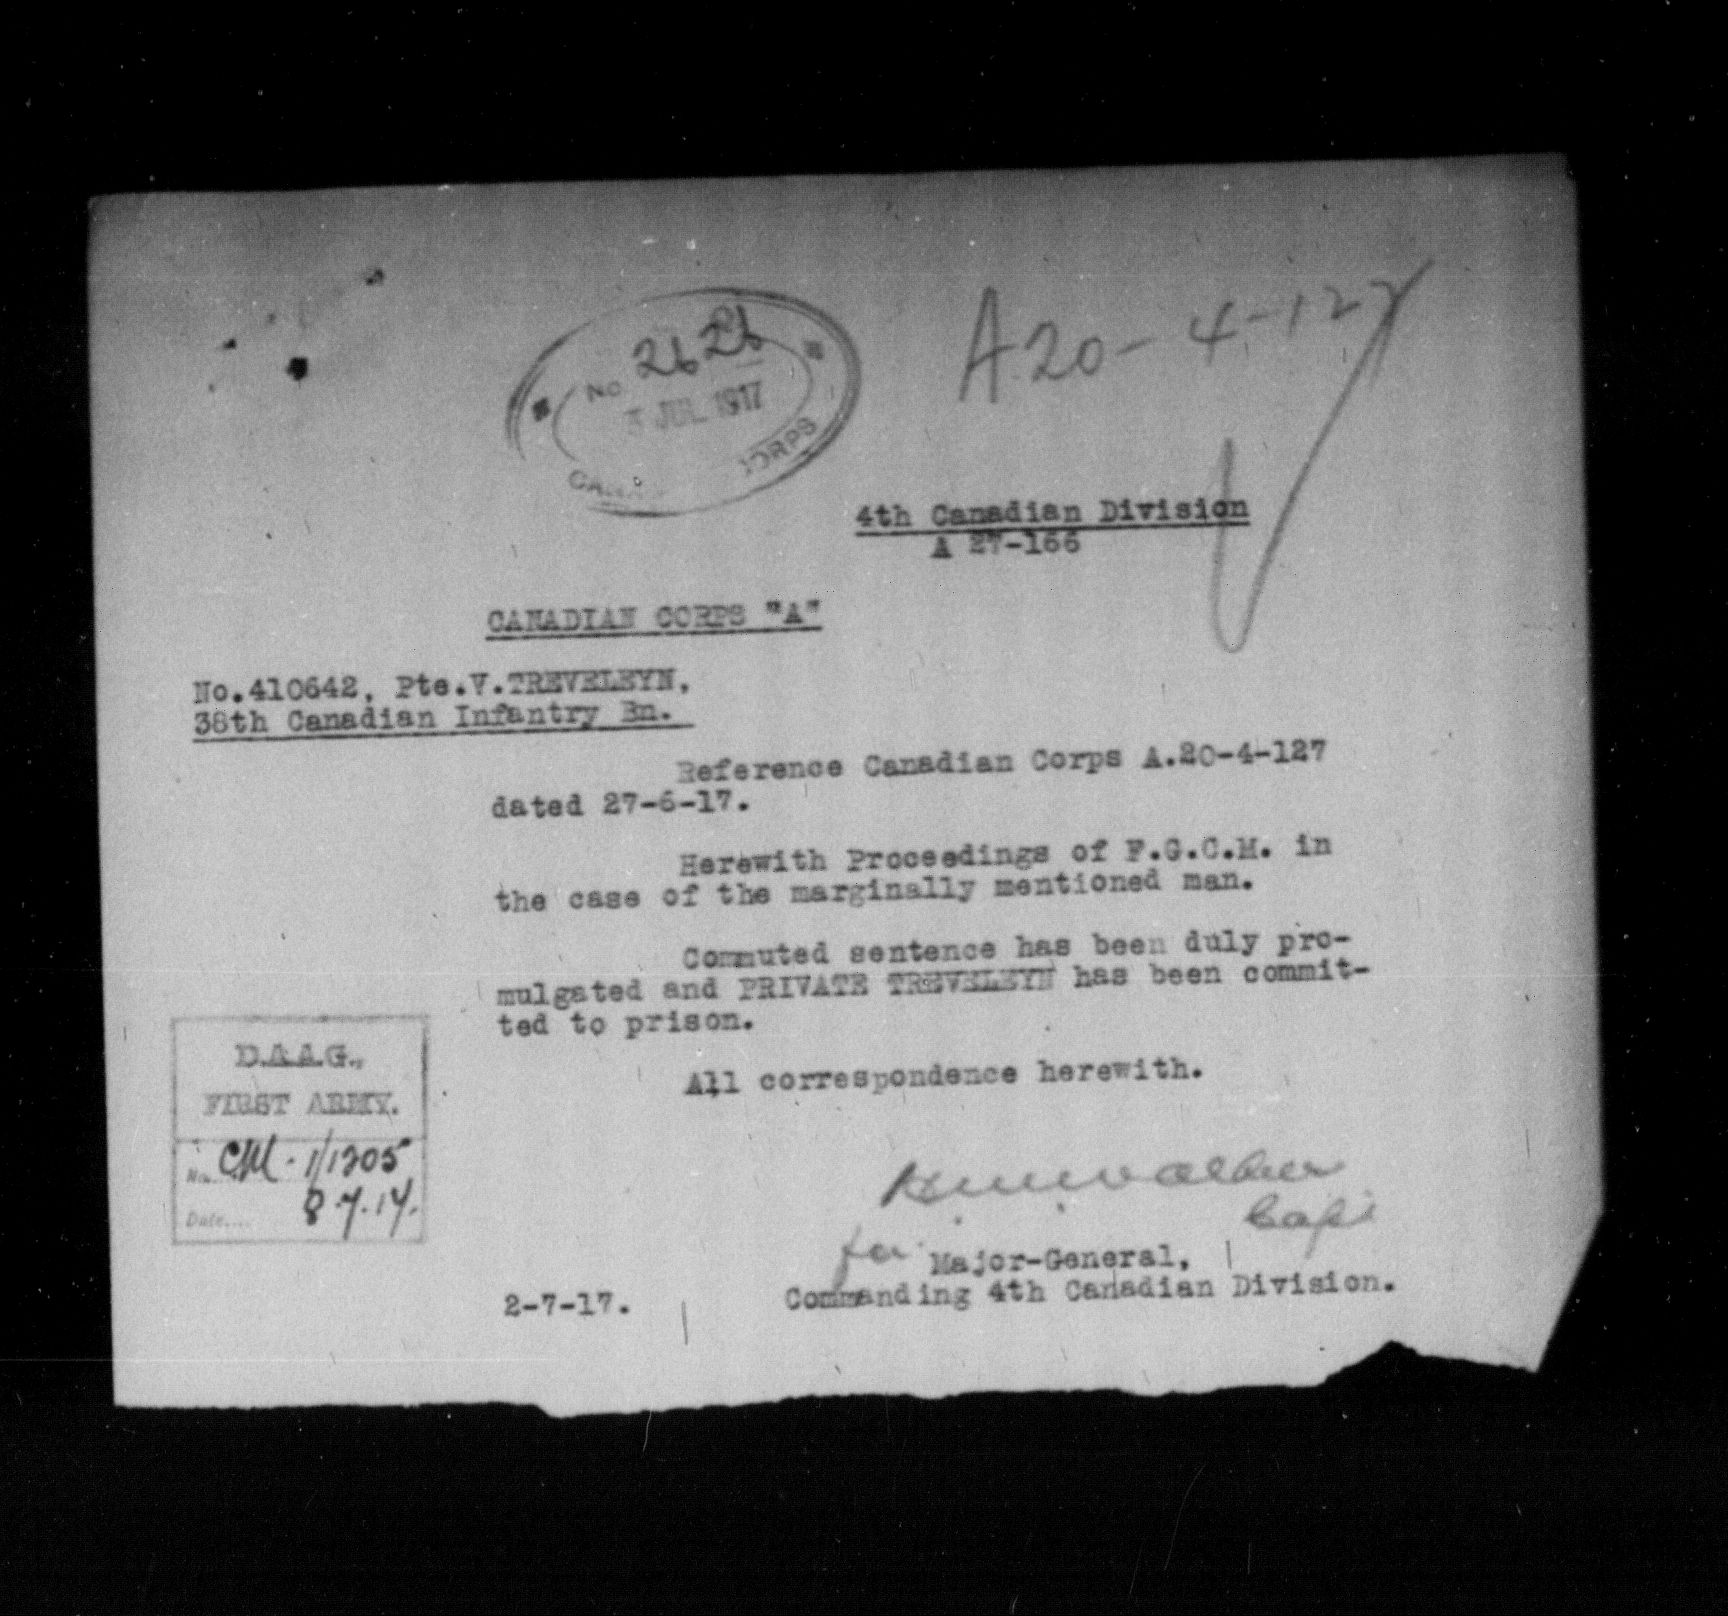 No. 2626
3 JUL 1917
CORPS
A 20-4-127
4th Canadian Division
A 27-166
CANADIAN CORPS "A"
No.410642, Pte.V.TREVELEYN,
38th Canadian Infantry Bn.
Reference Canadian Corps A.20-4-127
dated 27-6-17.
Herewith Proceedings of F.G.C.M. in
the case of the marginally mentioned man.
Commuted sentence has been duly pro-
mulgated and PRIVATE TREVELEYN has been commit-
ted to prison.
All correspondence herewith.
D.A.A.G.,
FIRST ARMY.
No. CM. 1/1205
Date.... 8.7.17.
Capt
for Major-General,
Commanding 4th Canadian Division.
2-7-17.